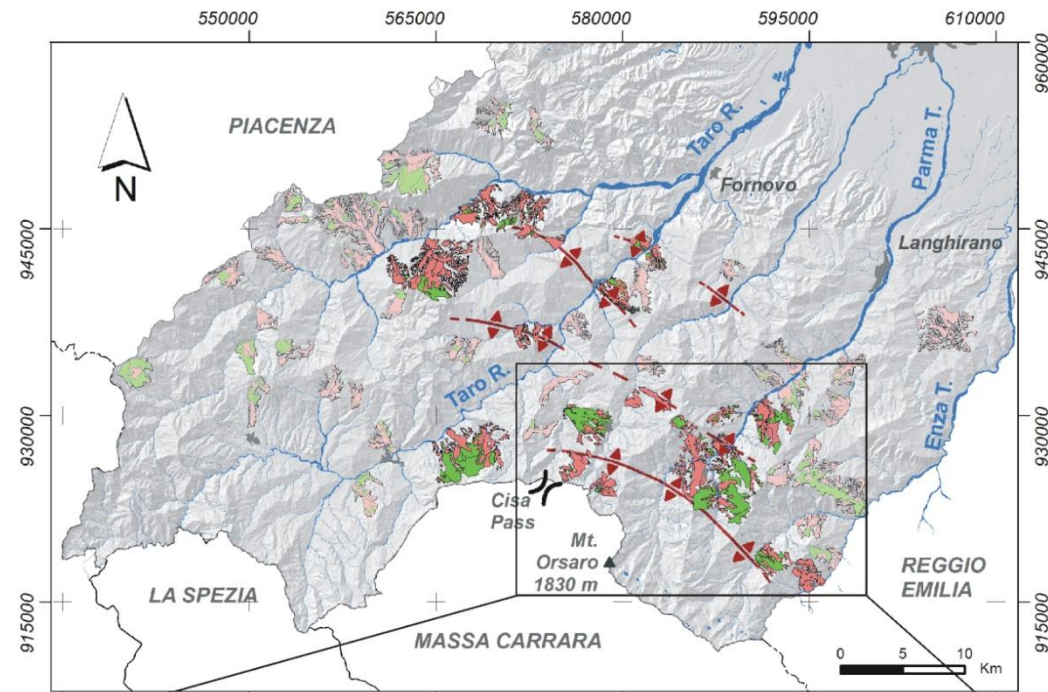 550000
565000
580000
595000
610000
960000
PIACENZA
N
Taro R.
Fornovo
Parma T.
945000
945000
Langhirano
Taro R.
Enza T.
930000
930000
Cisa
Pass
Mt.
Orsaro
1830 m
REGGIO
EMILIA
LA SPEZIA
915000
915000
MASSA CARRARA
0 5 10
Km